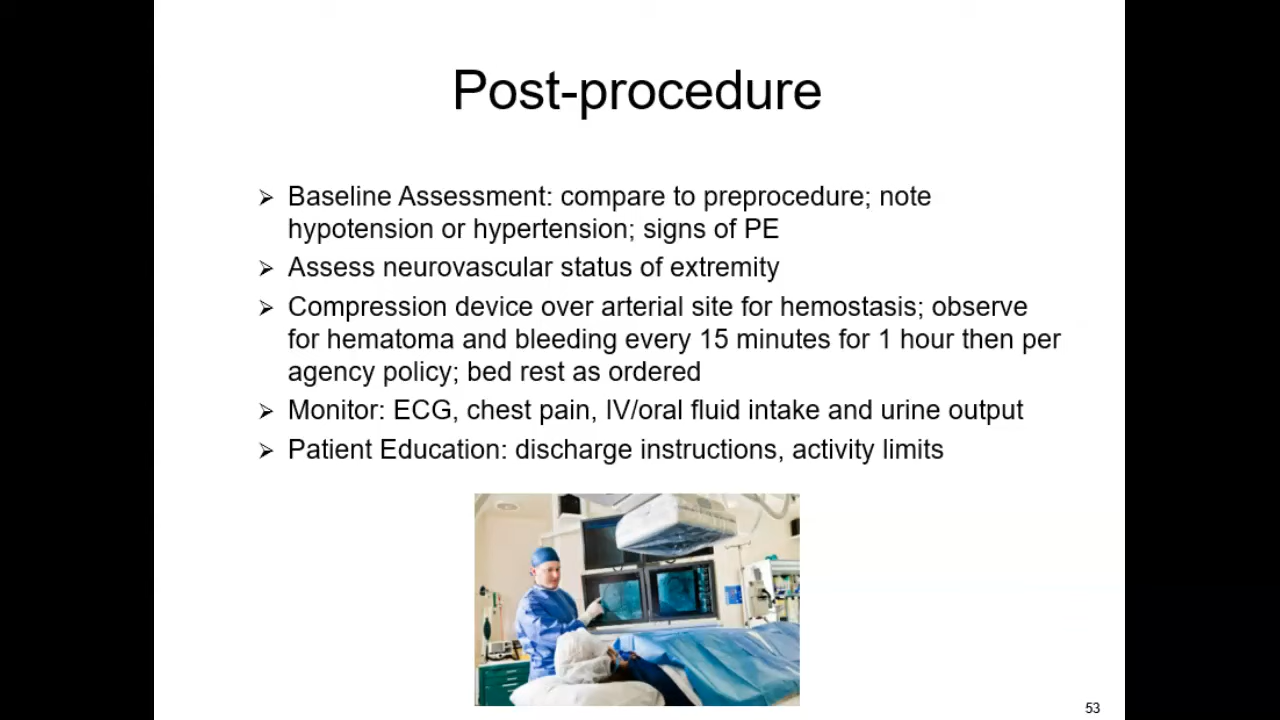 Post-procedure
➢ Baseline Assessment: compare to preprocedure; note
hypotension or hypertension; signs of PE
➢ Assess neurovascular status of extremity
➢ Compression device over arterial site for hemostasis; observe
for hematoma and bleeding every 15 minutes for 1 hour then per
agency policy; bed rest as ordered
➢ Monitor: ECG, chest pain, IV/oral fluid intake and urine output
➢ Patient Education: discharge instructions, activity limits
53